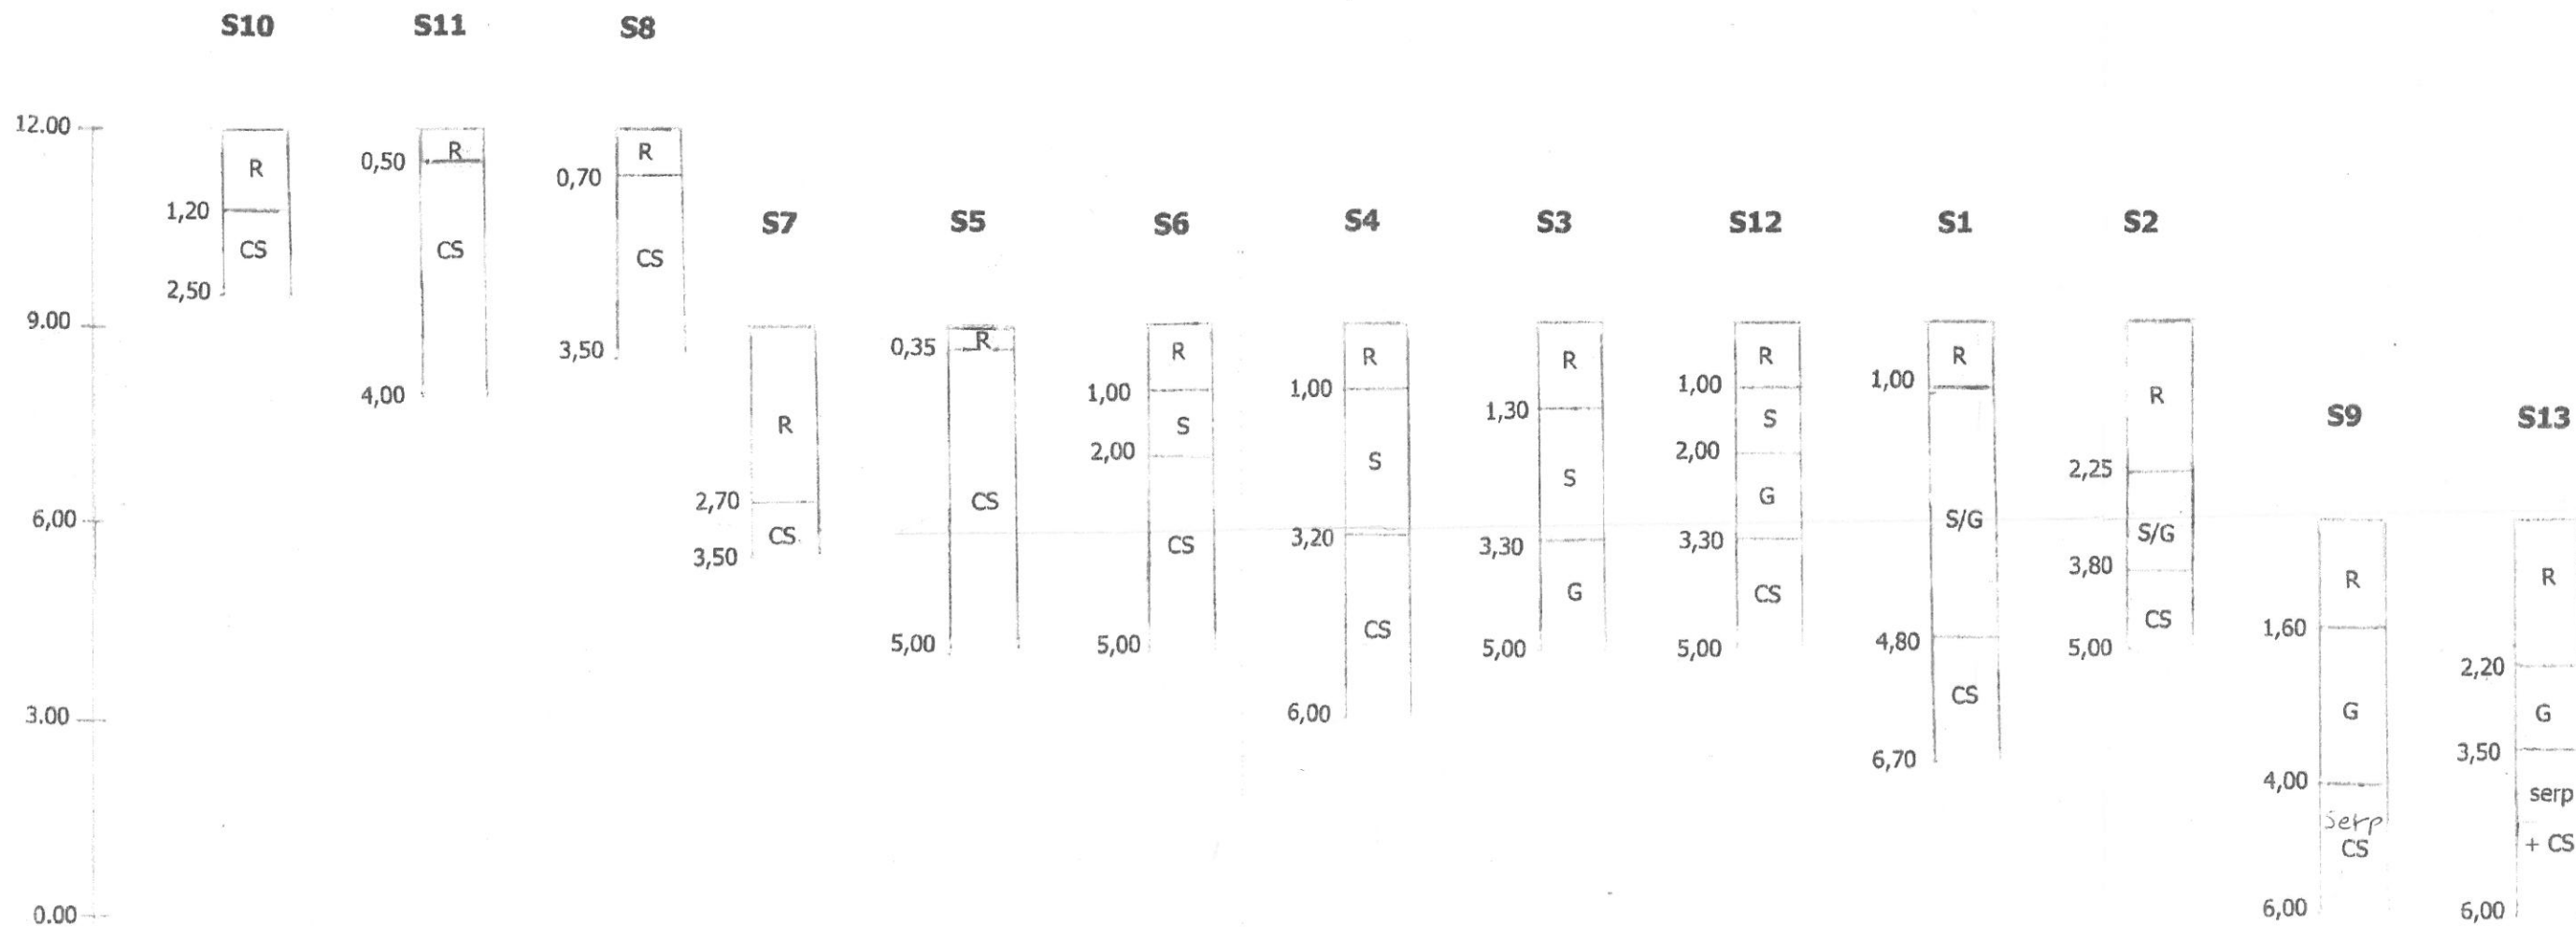 S10 S11 S8
12.00
R R R
0,50
0,70
1,20
CS CS CS
2,50
S7 S5 S6 S4 S3 S12 S1 S2
9.00
0,35 R
3,50
R R R R R R
1,00 1,00 1,00 1,00
4,00
1,30
R
S S
2,00 2,00
S S
2,25
S9 S13
2,70
CS
G
6,00
S/G S/G
CS
3,50
CS
3,20 3,30 3,30
3,80
R R
G CS
CS
CS
1,60
5,00 5,00 5,00 5,00 4,80 5,00
2,20
CS
3.00
6,00
G G
6,70
3,50
4,00
serp
Serp
CS
+ CS
0.00
6,00 6,00